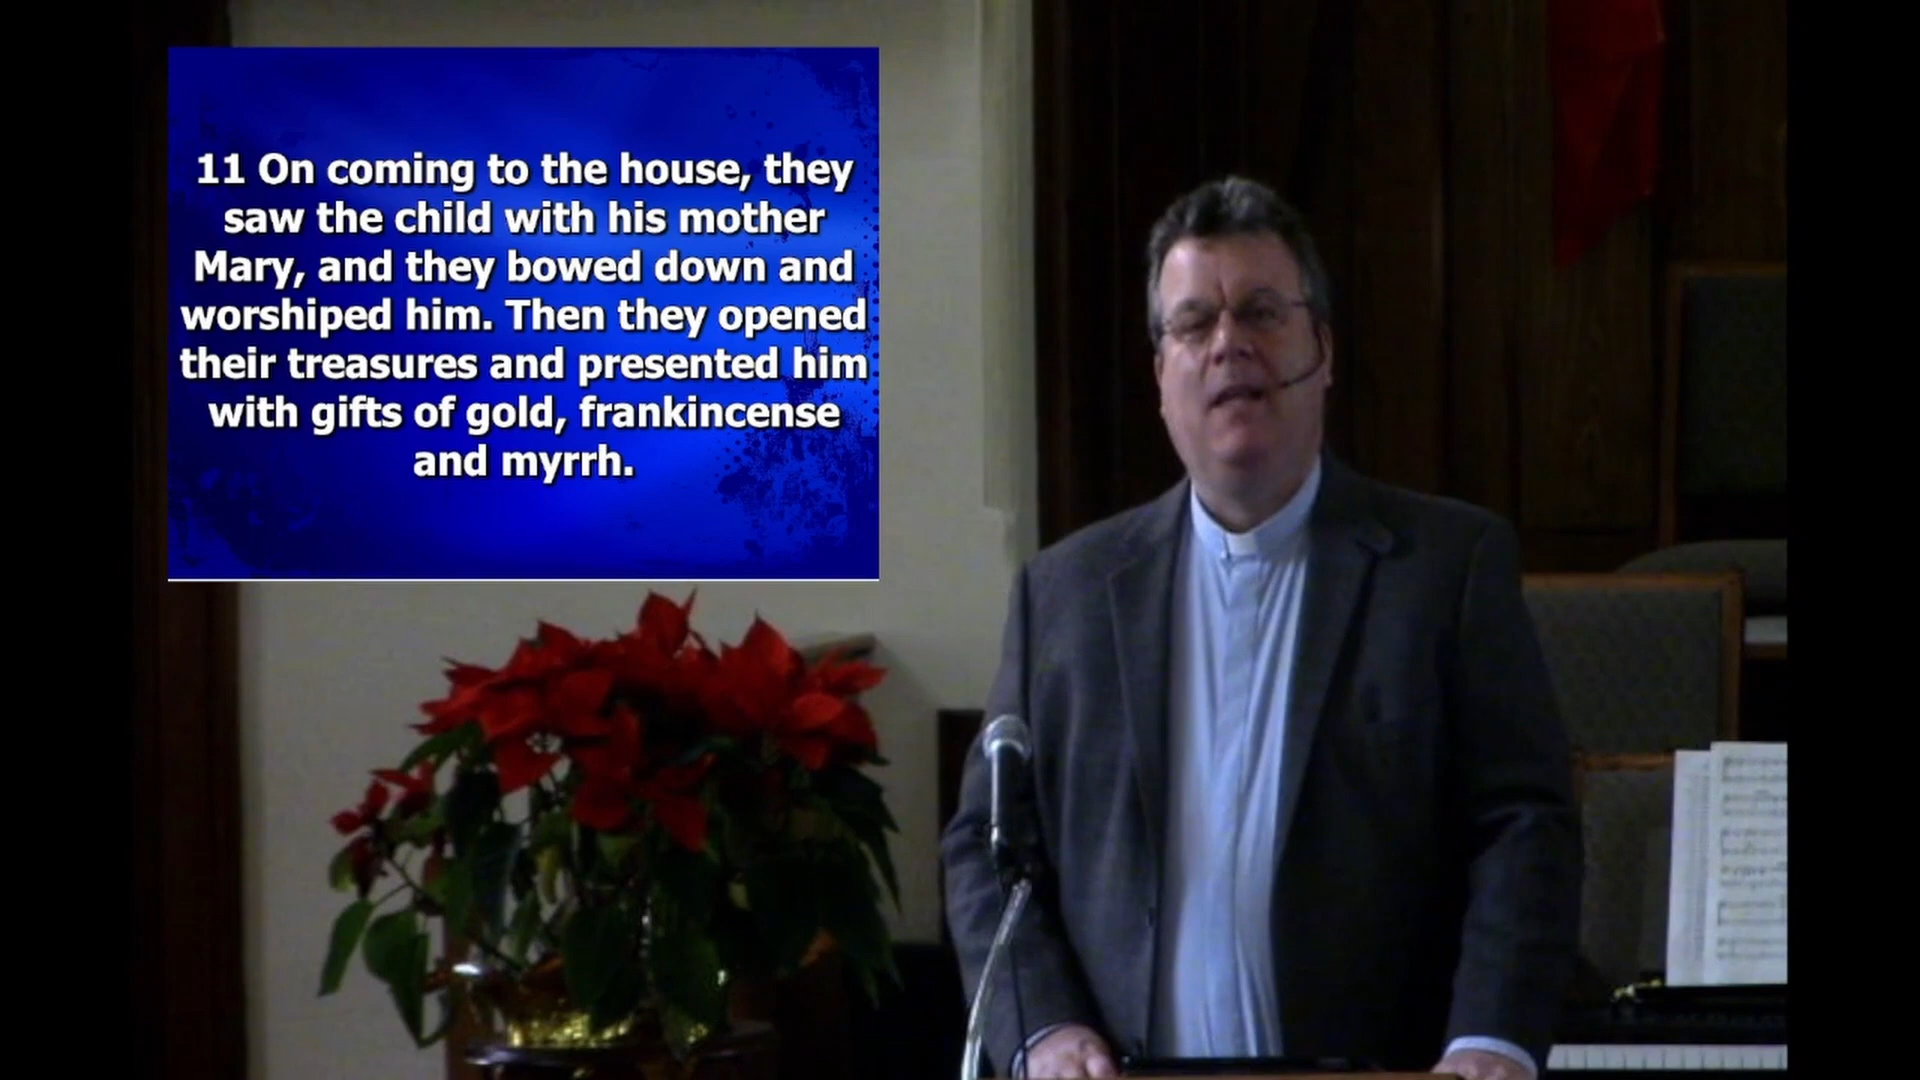 11 On coming to the house, they
saw the child with his mother
Mary, and they bowed down and
worshiped him. Then they opened
their treasures and presented him
with gifts of gold, frankincense
and myrrh.